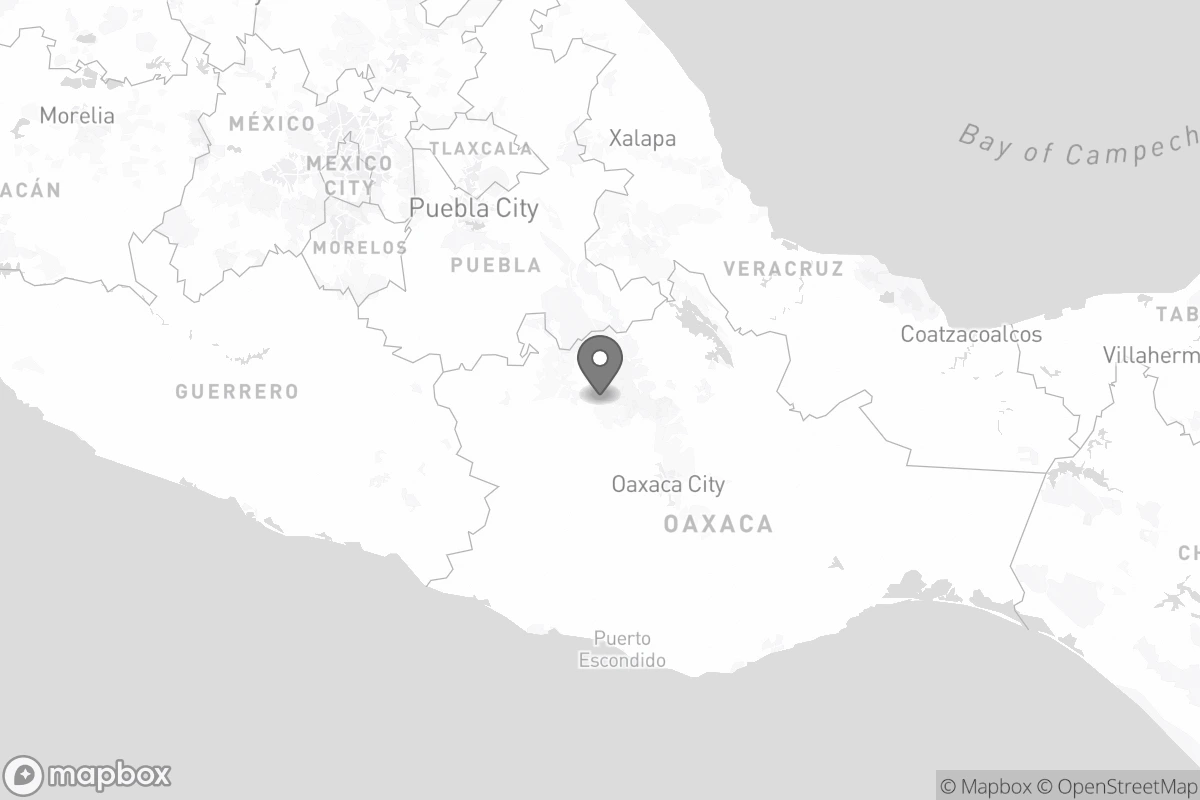 Morelia
MÉXICO
TLAXCALA
Xalapa
Bay of Campech
MEXICO
CITY
ACÁN
Puebla City
MORELOS
PUEBLA
VERACRUZ
TAB
Coatzacoalcos
Villaherm
GUERRERO
Oaxaca City
OAXACA
CH
Puerto
Escondido
mapbox
© Mapbox © OpenStreetMap